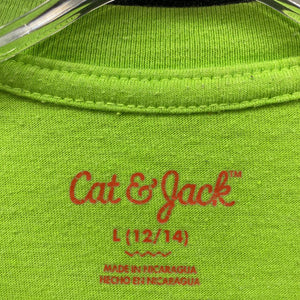 Cat & Jack™
L (12/14)
MADE IN NICARAGUA
HECHO EN NICARAGUA